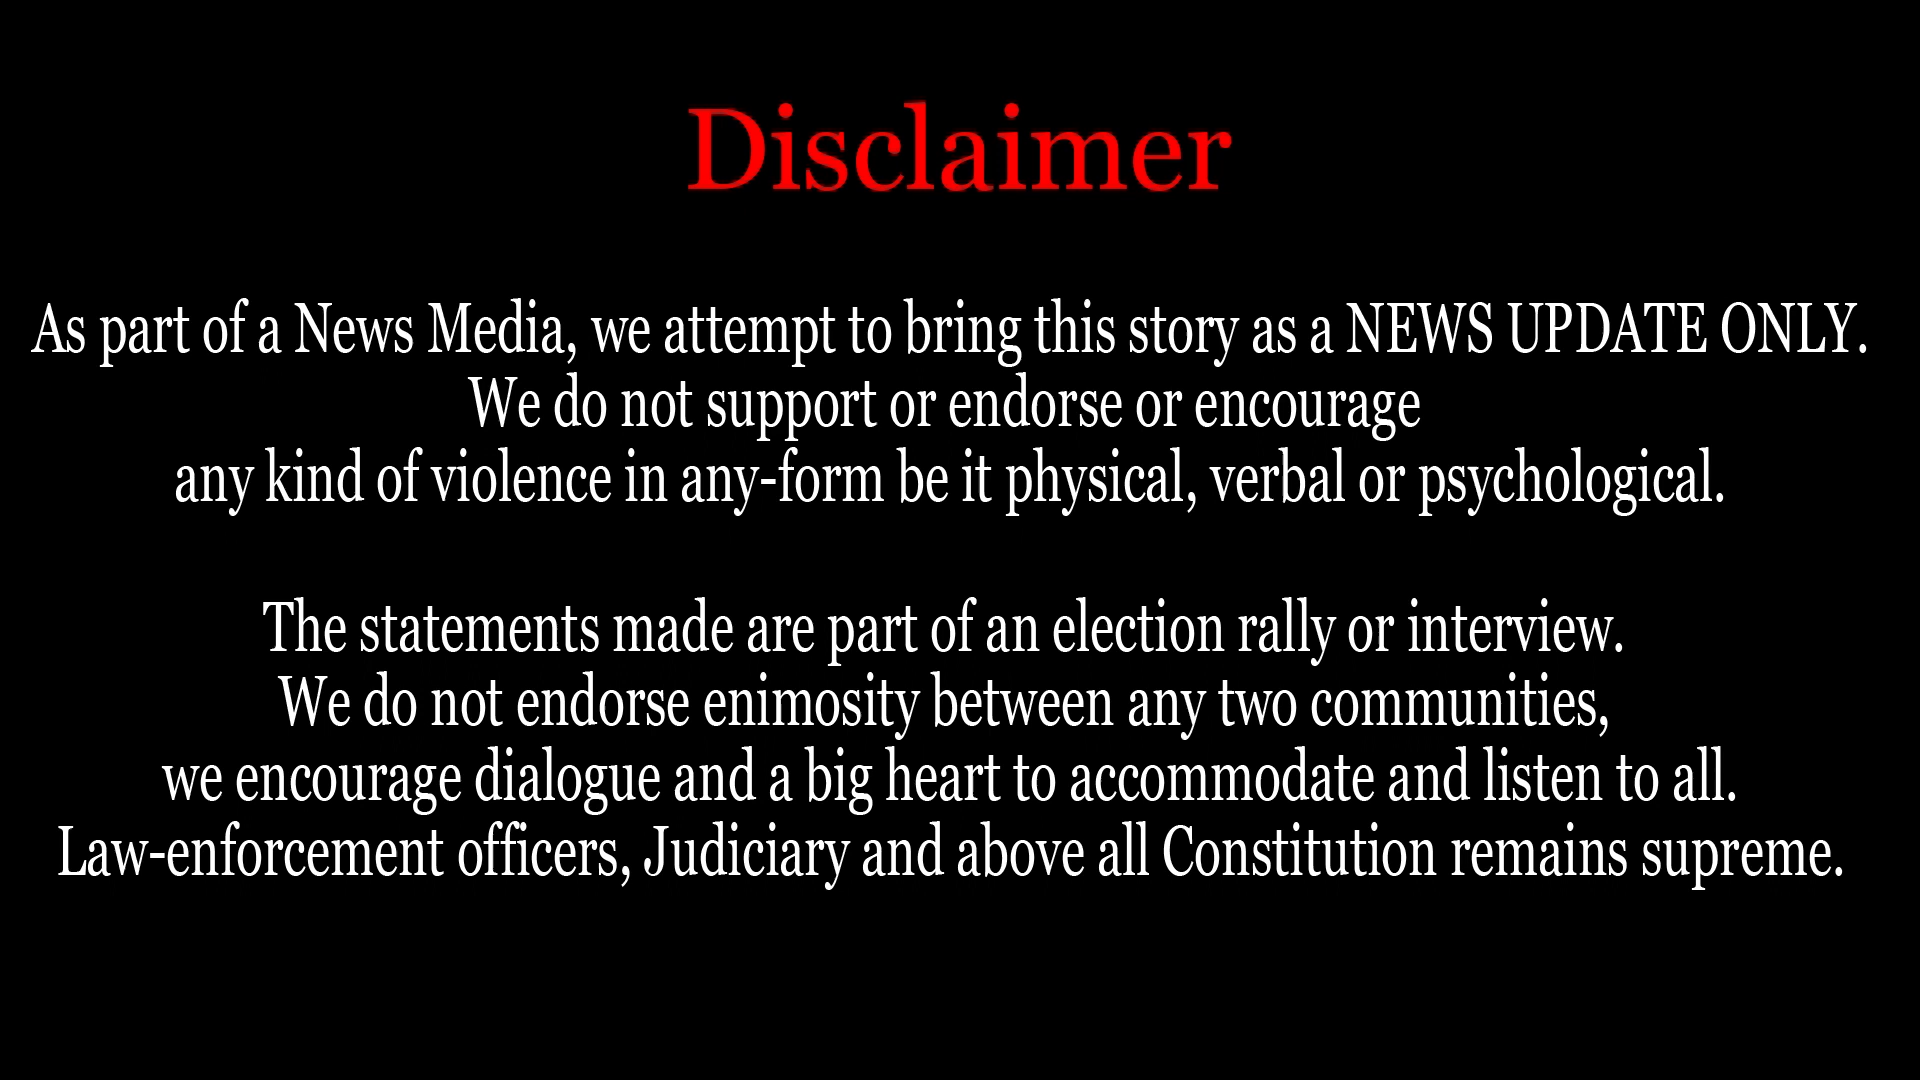 Disclaimer
As part of a News Media, we attempt to bring this story as a NEWS UPDATE ONLY.
We do not support or endorse or encourage
any kind of violence in any-form be it physical, verbal or psychological.
The statements made are part of an election rally or interview.
We do not endorse enimosity between any two communities,
we encourage dialogue and a big heart to accommodate and listen to all.
Law-enforcement officers, Judiciary and above all Constitution remains supreme.